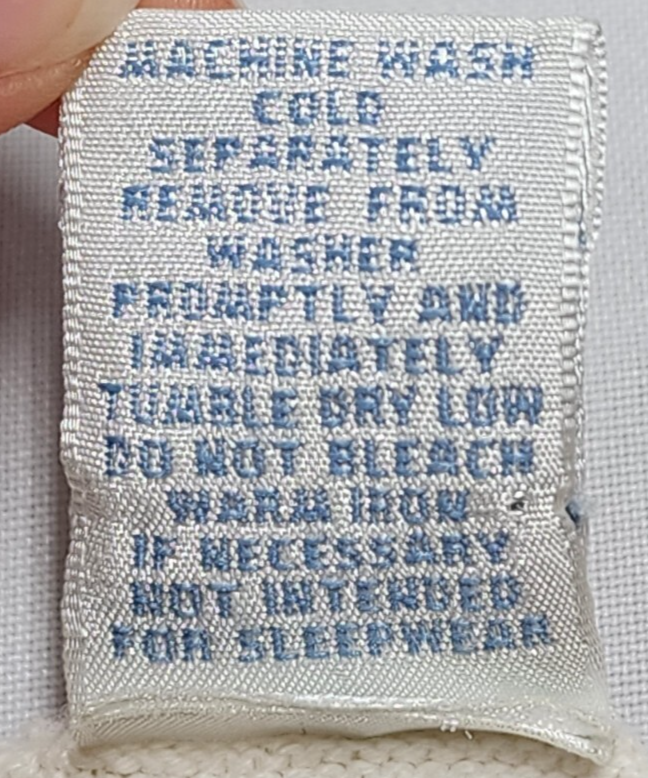 MACHINE WASH
COLD
SEPARATELY
REMOVE FROM
WASHER
PROMPTLY AND
IMMEDIATELY
TUMBLE DRY LOW
DO NOT BLEACH
WARM IRON
IF NECESSARY
NOT INTENDED
FOR SLEEPWEAR